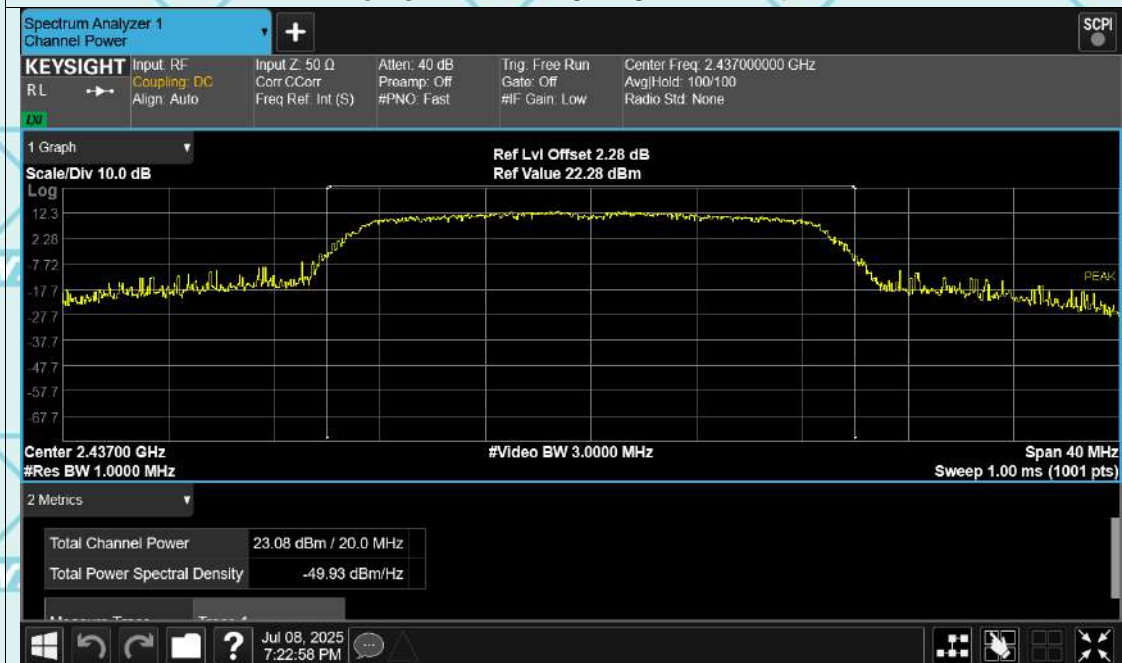 Spectrum Analyzer 1
Channel Power
+
SCPI
KEYSIGHT
RL
LXI
Input: RF
Coupling: DC
Align: Auto
Input Z: 50 Ω
Corr CCorr
Freq Ref: Int (S)
Atten: 40 dB
Preamp: Off
#PNO: Fast
Trig: Free Run
Gate: Off
#IF Gain: Low
Center Freq: 2.437000000 GHz
Avg|Hold: 100/100
Radio Std: None
1 Graph
Scale/Div 10.0 dB
Ref Lvl Offset 2.28 dB
Ref Value 22.28 dBm
Log
12.3
2.28
-7.72
-17.7
-27.7
-37.7
-47.7
-57.7
-67.7
PEAK
Center 2.43700 GHz
#Res BW 1.0000 MHz
#Video BW 3.0000 MHz
Span 40 MHz
Sweep 1.00 ms (1001 pts)
2 Metrics
Total Channel Power 23.08 dBm / 20.0 MHz
Total Power Spectral Density -49.93 dBm/Hz
?
Jul 08, 2025
7:22:58 PM